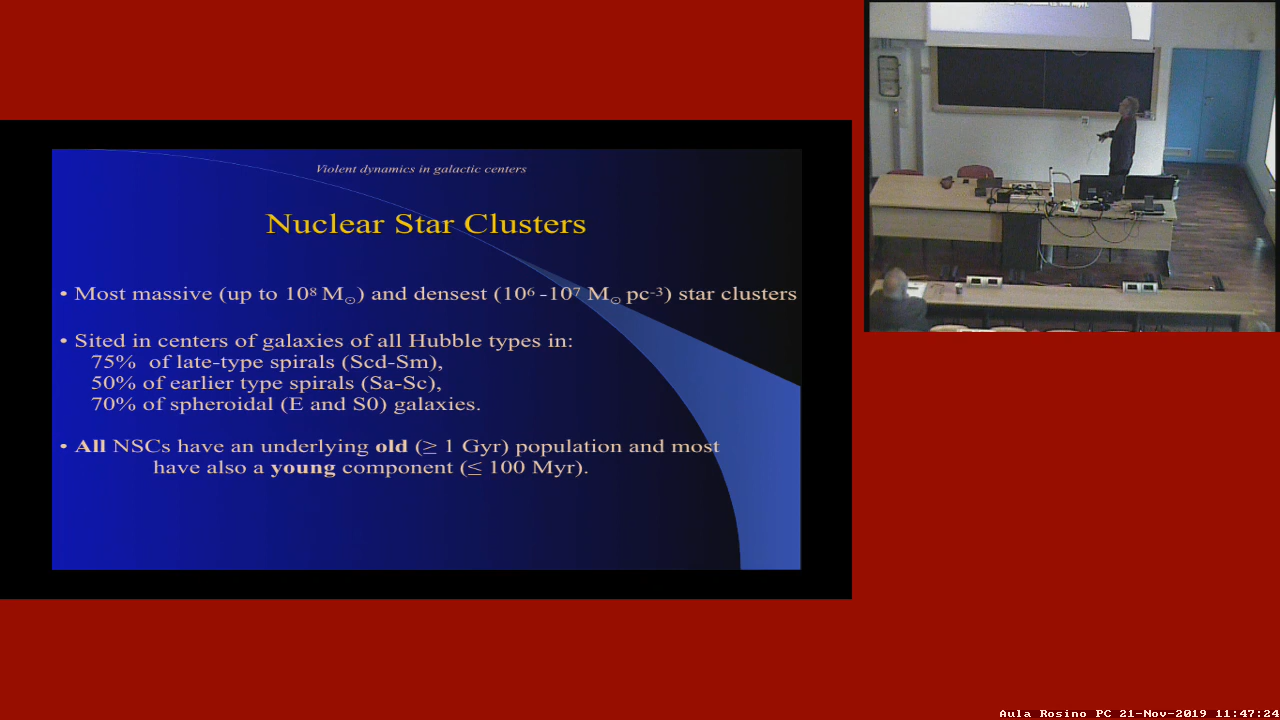 Violent dynamics in galactic centers
Nuclear Star Clusters
• Most massive (up to 10⁸ M☉) and densest (10⁶ -10⁷ M☉ pc⁻³) star clusters
• Sited in centers of galaxies of all Hubble types in:
75% of late-type spirals (Scd-Sm),
50% of earlier type spirals (Sa-Sc),
70% of spheroidal (E and S0) galaxies.
• All NSCs have an underlying old (≥ 1 Gyr) population and most
have also a young component (≤ 100 Myr).
Aula Rosino PC 21-Nov-2019 11:47:24